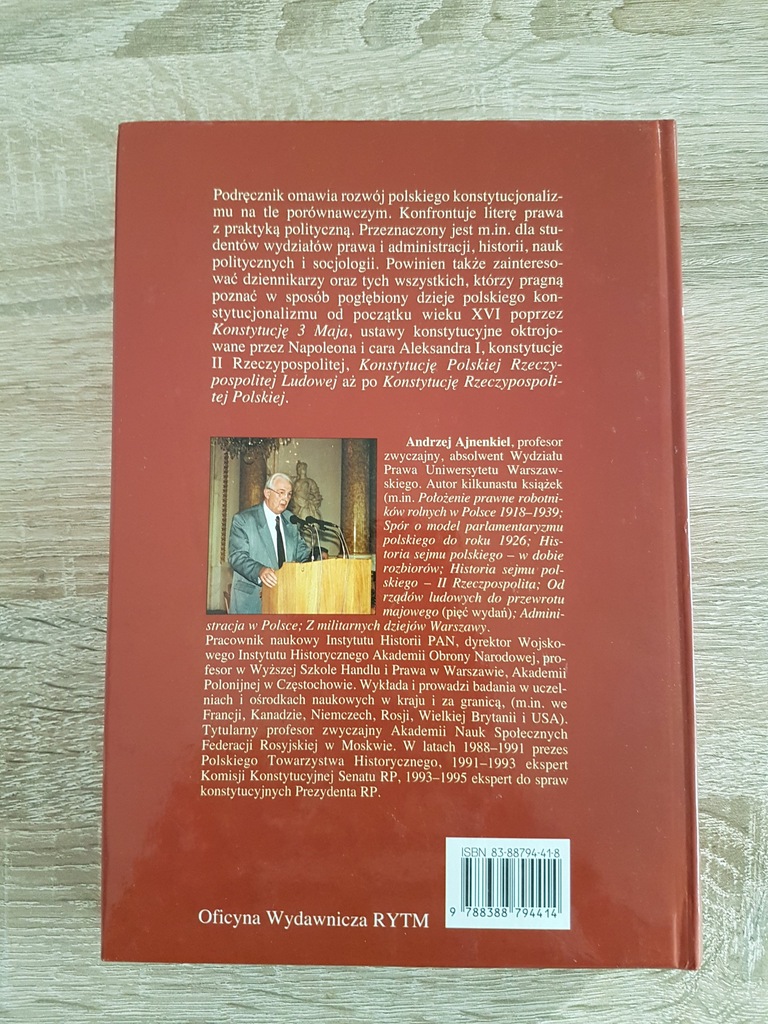 Podręcznik omawia rozwój polskiego konstytucjonaliz-
mu na tle porównawczym. Konfrontuje literę prawa
z praktyką polityczną. Przeznaczony jest m.in. dla stu-
dentów wydziałów prawa i administracji, historii, nauk
politycznych i socjologii. Powinien także zaintereso-
wać dziennikarzy oraz tych wszystkich, którzy pragną
poznać w sposób pogłębiony dzieje polskiego kon-
stytucjonalizmu od początku wieku XVI poprzez
Konstytucję 3 Maja, ustawy konstytucyjne oktrojo-
wane przez Napoleona i cara Aleksandra I, konstytucje
II Rzeczypospolitej, Konstytucję Polskiej Rzeczy-
pospolitej Ludowej aż po Konstytucję Rzeczypospoli-
tej Polskiej.
Andrzej Ajnenkiel, profesor
zwyczajny, absolwent Wydziału
Prawa Uniwersytetu Warszaw-
skiego. Autor kilkunastu książek
(m.in. Położenie prawne robotni-
ków rolnych w Polsce 1918–1939;
Spór o model parlamentaryzmu
polskiego do roku 1926; His-
toria sejmu polskiego – w dobie
rozbiorów; Historia sejmu pol-
skiego – II Rzeczpospolita; Od
rządów ludowych do przewrotu
majowego (pięć wydań); Admini-
stracja w Polsce; Z militarnych dziejów Warszawy.
Pracownik naukowy Instytutu Historii PAN, dyrektor Wojsko-
wego Instytutu Historycznego Akademii Obrony Narodowej, pro-
fesor w Wyższej Szkole Handlu i Prawa w Warszawie, Akademii
Polonijnej w Częstochowie. Wykłada i prowadzi badania w uczel-
niach i ośrodkach naukowych w kraju i za granicą, (m.in. we
Francji, Kanadzie, Niemczech, Rosji, Wielkiej Brytanii i USA).
Tytularny profesor zwyczajny Akademii Nauk Społecznych
Federacji Rosyjskiej w Moskwie. W latach 1988–1991 prezes
Polskiego Towarzystwa Historycznego, 1991–1993 ekspert
Komisji Konstytucyjnej Senatu RP, 1993–1995 ekspert do spraw
konstytucyjnych Prezydenta RP.
ISBN 83-88794-41-8
9 788388 794414
Oficyna Wydawnicza RYTM